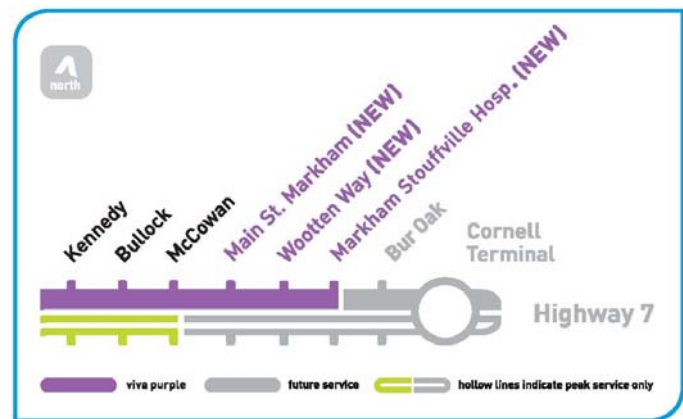 north
Kennedy
Bullock
McCowan
Main St. Markham (NEW)
Wootten Way (NEW)
Markham Stouffville Hosp. (NEW)
Bur Oak
Cornell
Terminal
Highway 7
viva purple
future service
hollow lines indicate peak service only